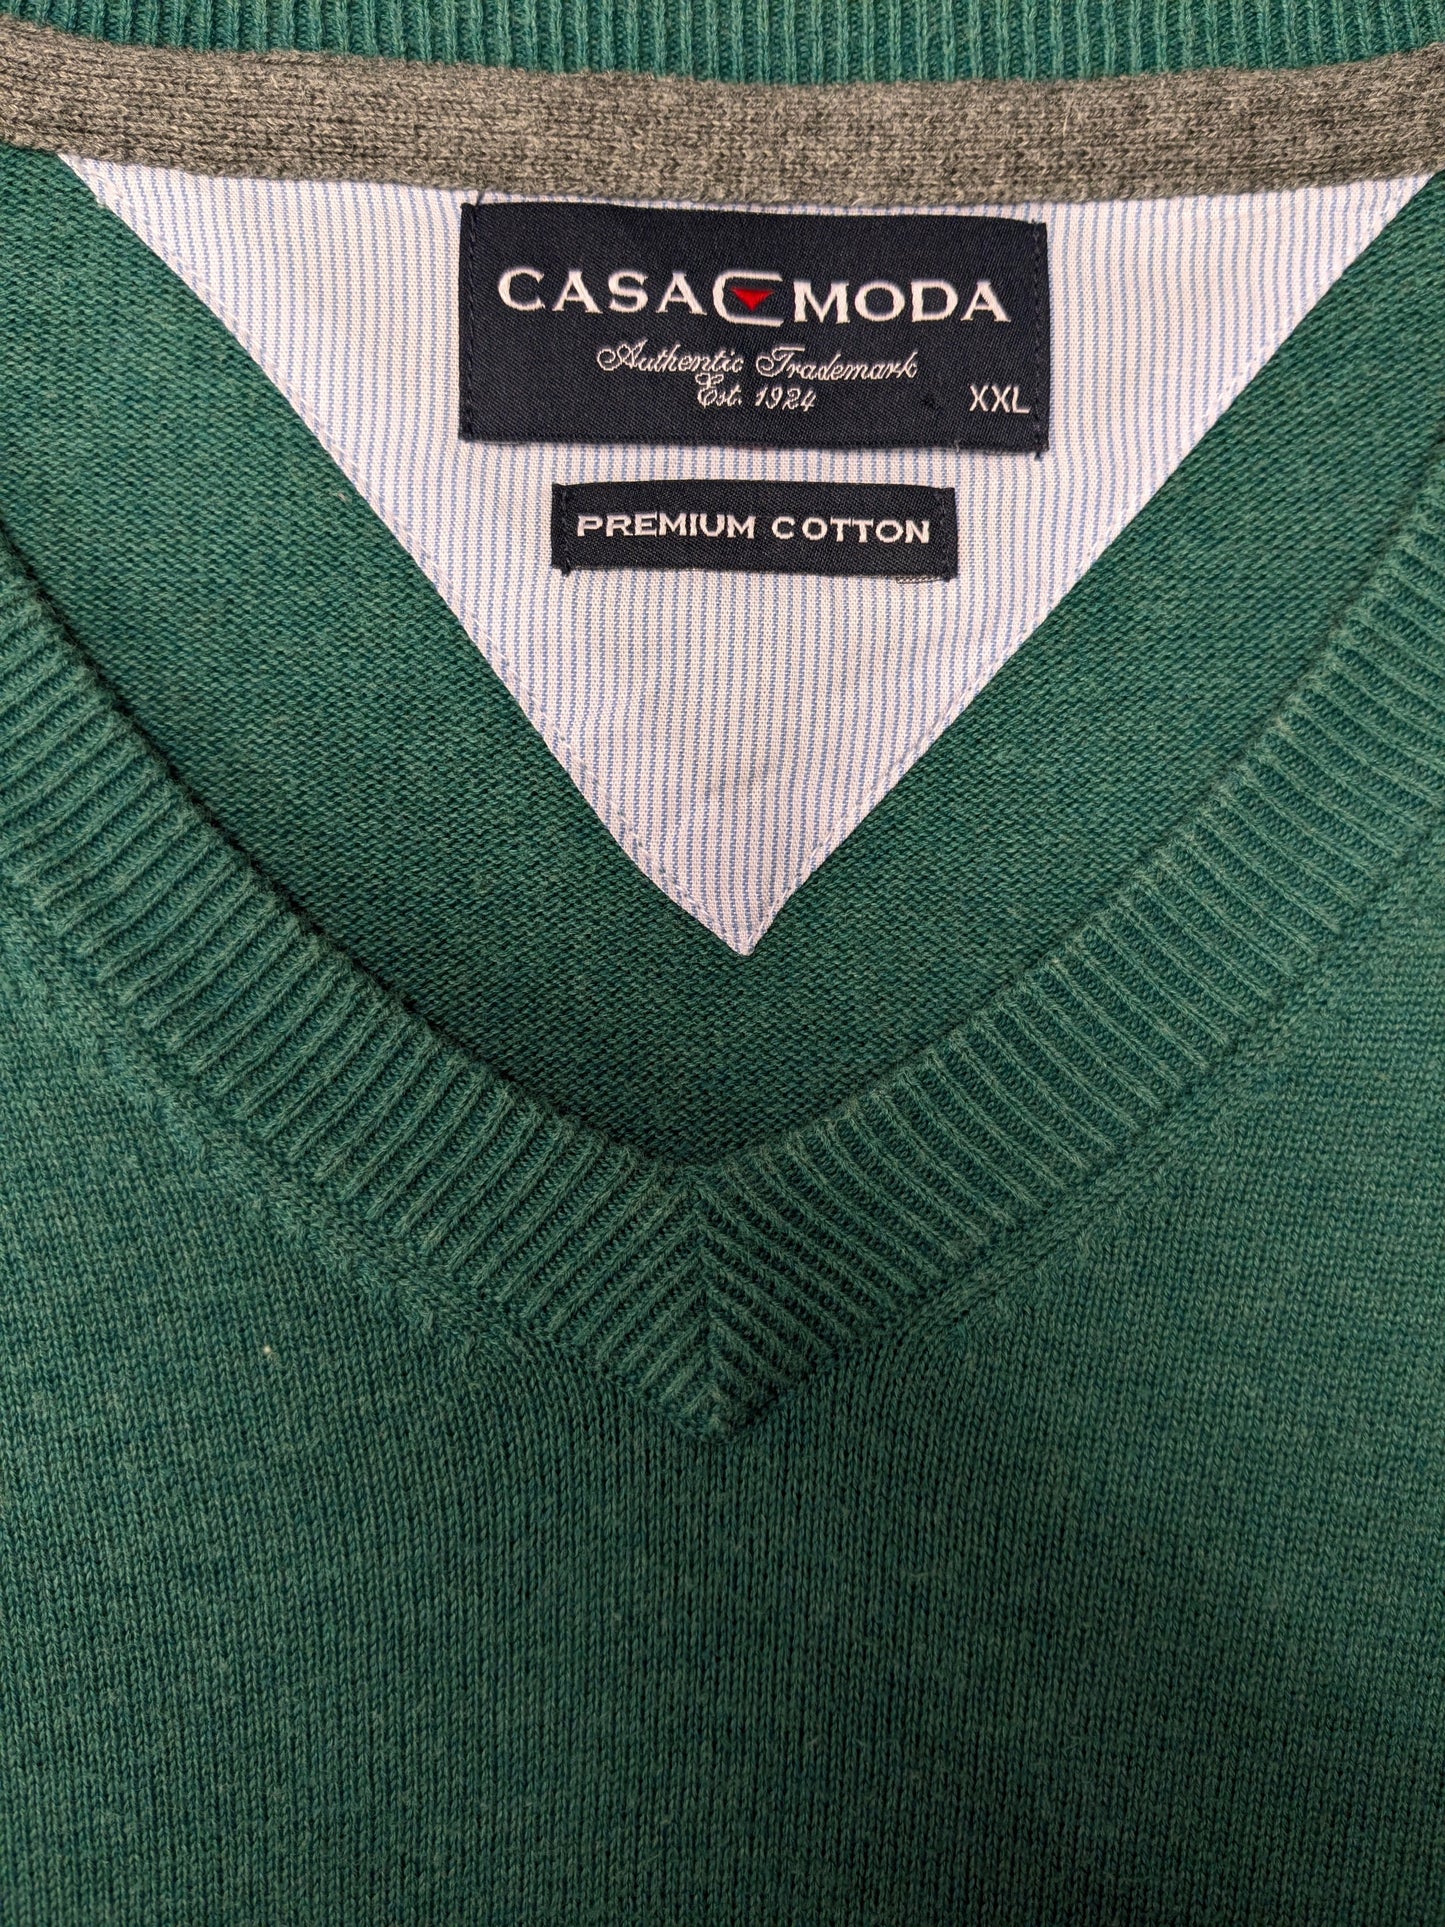 CASA MODA
Authentic Trademark
Est. 1924
XXL
PREMIUM COTTON